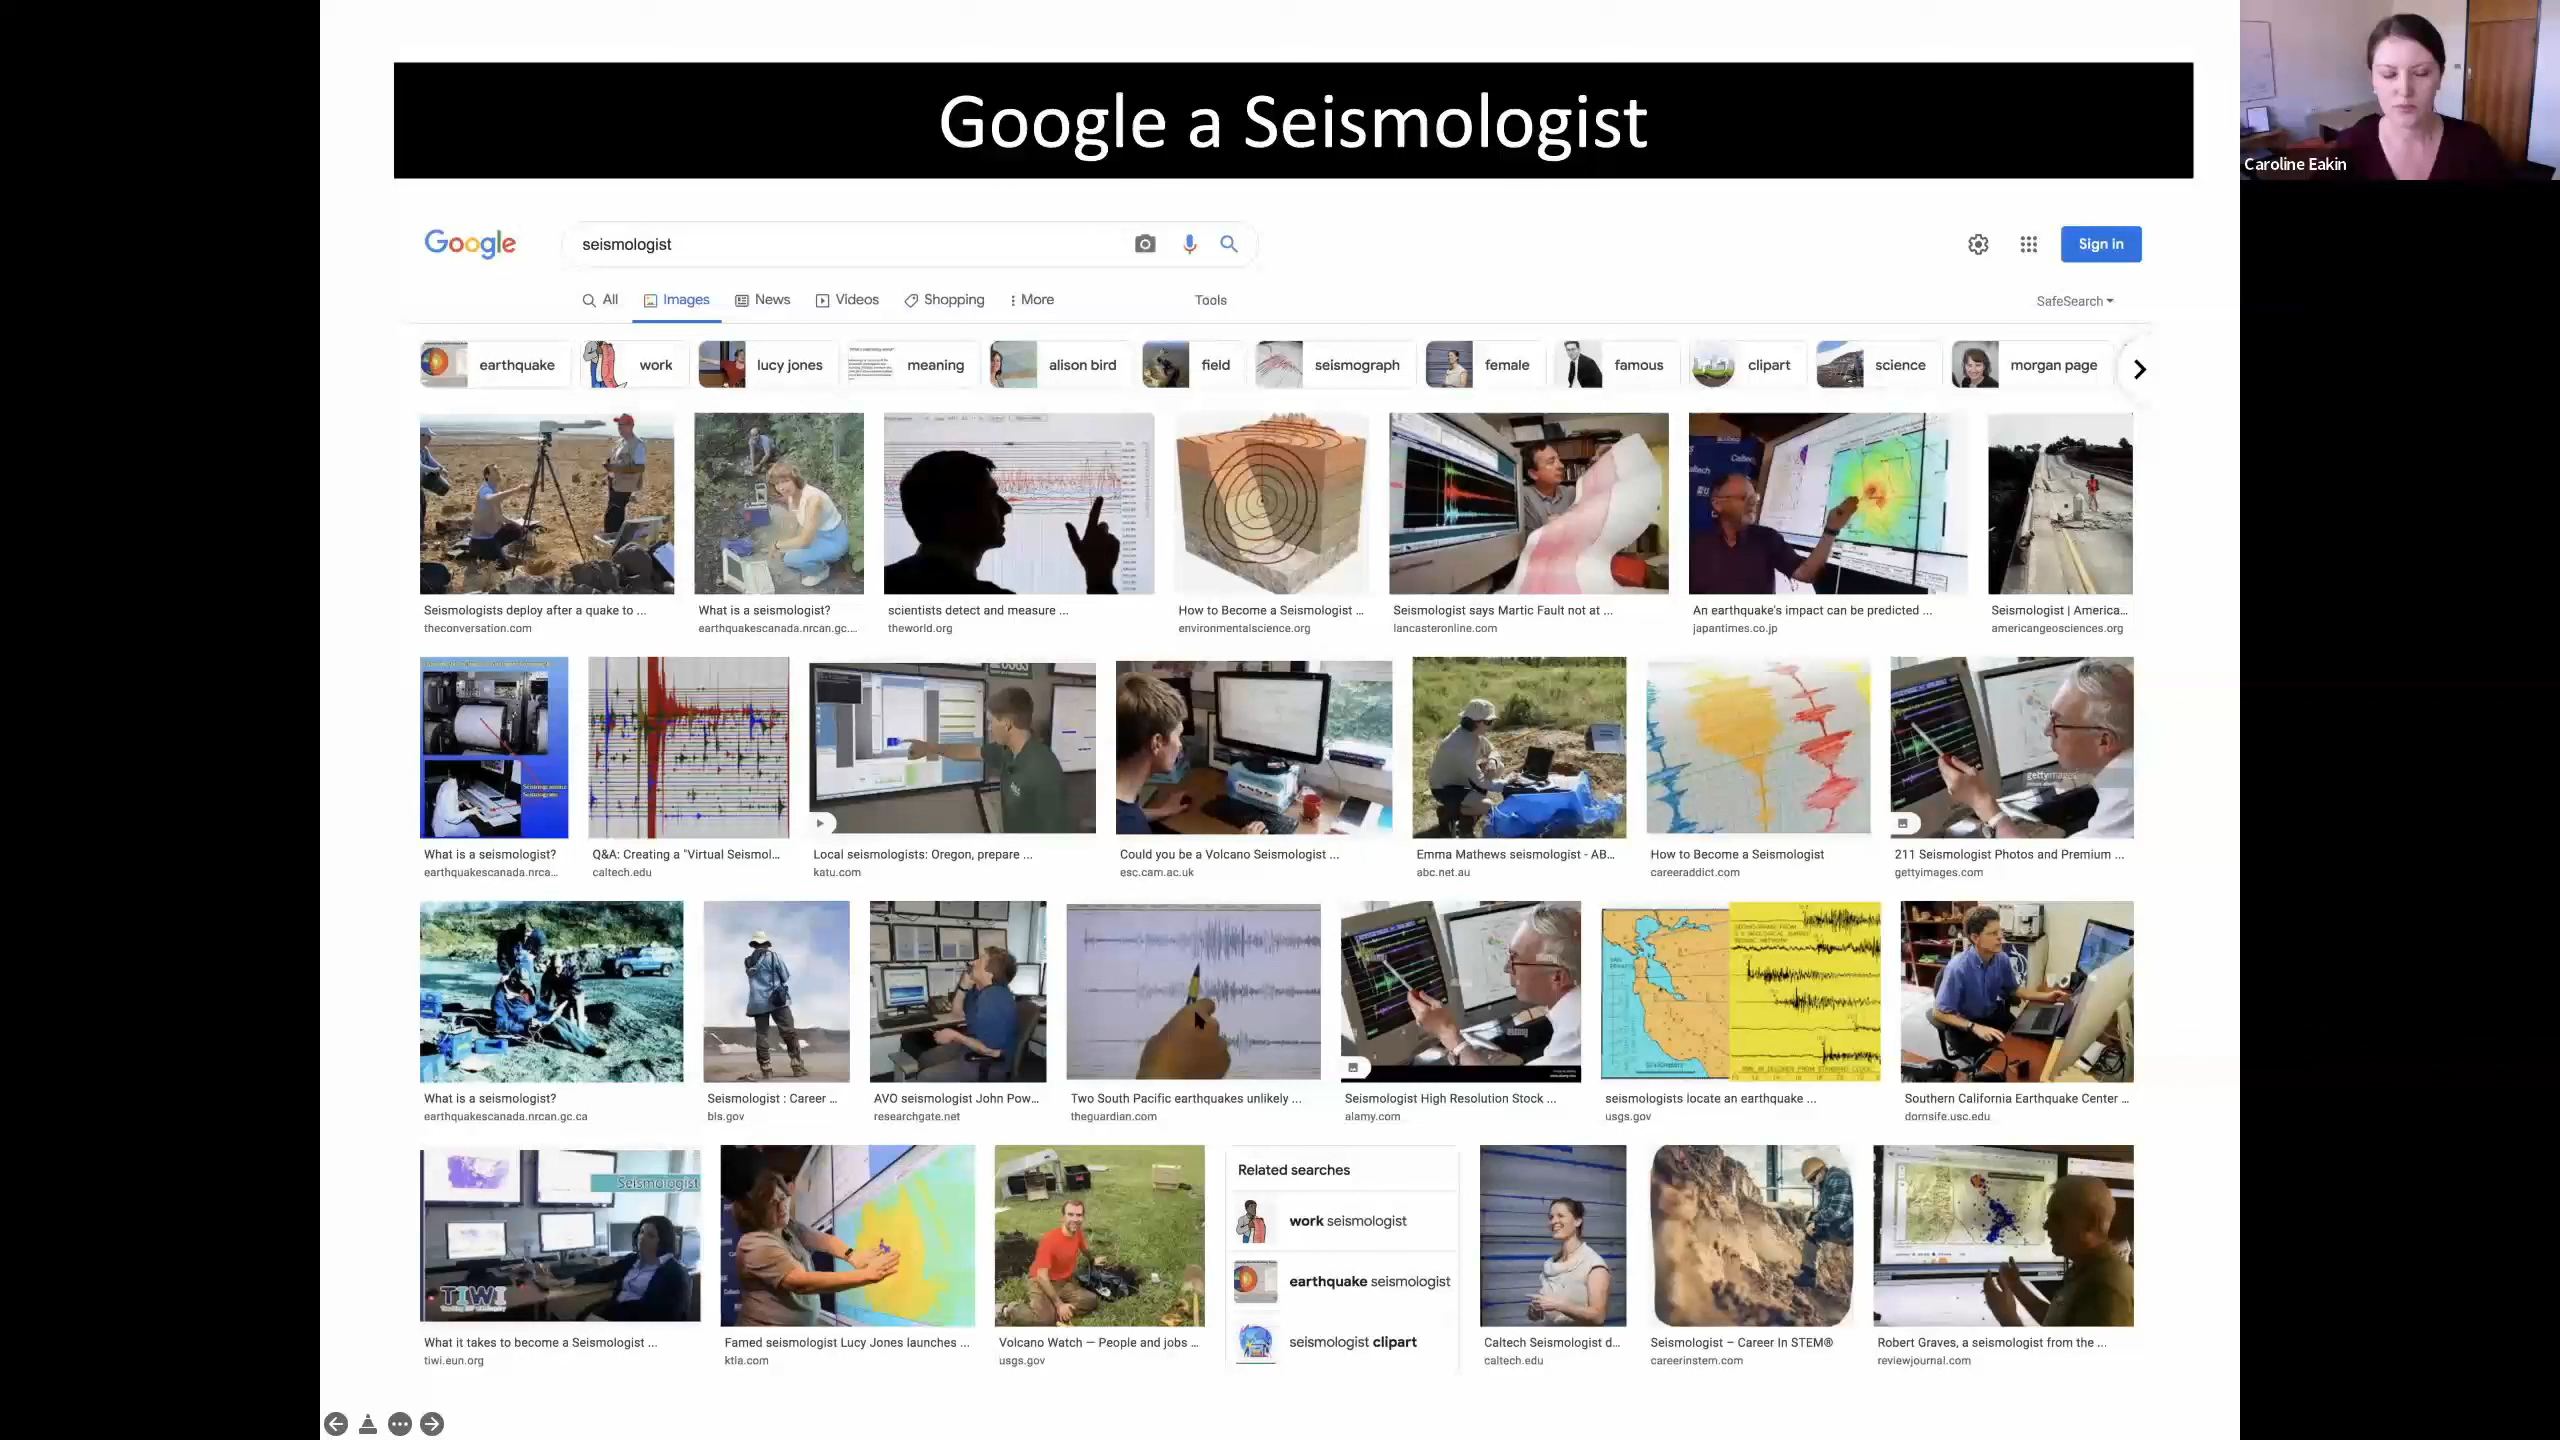 Google a Seismologist
Caroline Eakin
Google
seismologist
Sign in
All
Images
News
Videos
Shopping
More
Tools
SafeSearch
earthquake
work
lucy jones
meaning
alison bird
field
seismograph
female
famous
clipart
science
morgan page
Caltech
Seismologists deploy after a quake to ...
theconversation.com
What is a seismologist?
earthquakescanada.nrcan.gc....
scientists detect and measure ...
theworld.org
How to Become a Seismologist ...
environmentalscience.org
Seismologist says Martic Fault not at ...
lancasteronline.com
An earthquake's impact can be predicted ...
japantimes.co.jp
Seismologist | America...
americangeosciences.org
gettyimages
What is a seismologist?
earthquakescanada.nrca...
Q&A: Creating a "Virtual Seismol...
caltech.edu
Local seismologists: Oregon, prepare ...
katu.com
Could you be a Volcano Seismologist ...
esc.cam.ac.uk
Emma Mathews seismologist - AB...
abc.net.au
How to Become a Seismologist
careeraddict.com
211 Seismologist Photos and Premium ...
gettyimages.com
alamy
What is a seismologist?
earthquakescanada.nrcan.gc.ca
Seismologist : Career ...
bls.gov
AVO seismologist John Pow...
researchgate.net
Two South Pacific earthquakes unlikely ...
theguardian.com
Seismologist High Resolution Stock ...
alamy.com
seismologists locate an earthquake ...
usgs.gov
Southern California Earthquake Center ...
dornsife.usc.edu
Seismologist
TIWI
Related searches
work seismologist
earthquake seismologist
seismologist clipart
What it takes to become a Seismologist ...
tiwi.eun.org
Famed seismologist Lucy Jones launches ...
ktla.com
Volcano Watch — People and jobs ...
usgs.gov
Caltech Seismologist d...
caltech.edu
Seismologist – Career In STEM®
careerinstem.com
Robert Graves, a seismologist from the ...
reviewjournal.com